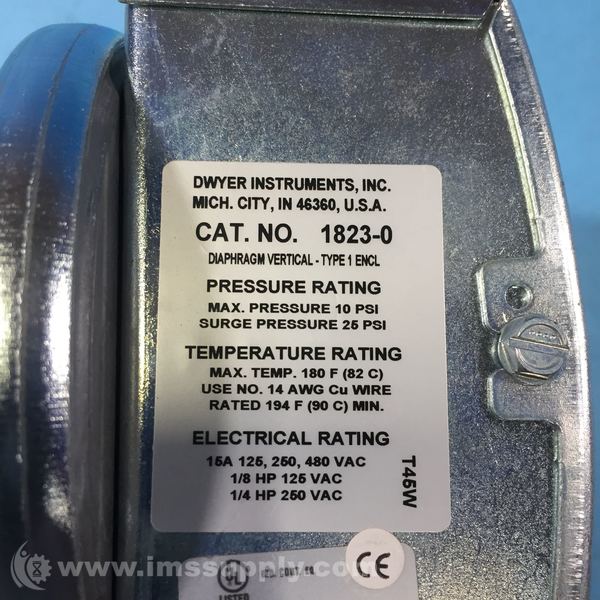 DWYER INSTRUMENTS, INC.
MICH. CITY, IN 46360, U.S.A.
CAT. NO. 1823-0
DIAPHRAGM VERTICAL - TYPE 1 ENCL
PRESSURE RATING
MAX. PRESSURE 10 PSI
SURGE PRESSURE 25 PSI
TEMPERATURE RATING
MAX. TEMP. 180 F (82 C)
USE NO. 14 AWG Cu WIRE
RATED 194 F (90 C) MIN.
ELECTRICAL RATING
15A 125, 250, 480 VAC
1/8 HP 125 VAC
1/4 HP 250 VAC
T45W
CE
www.imssupply.com
UL
LISTED